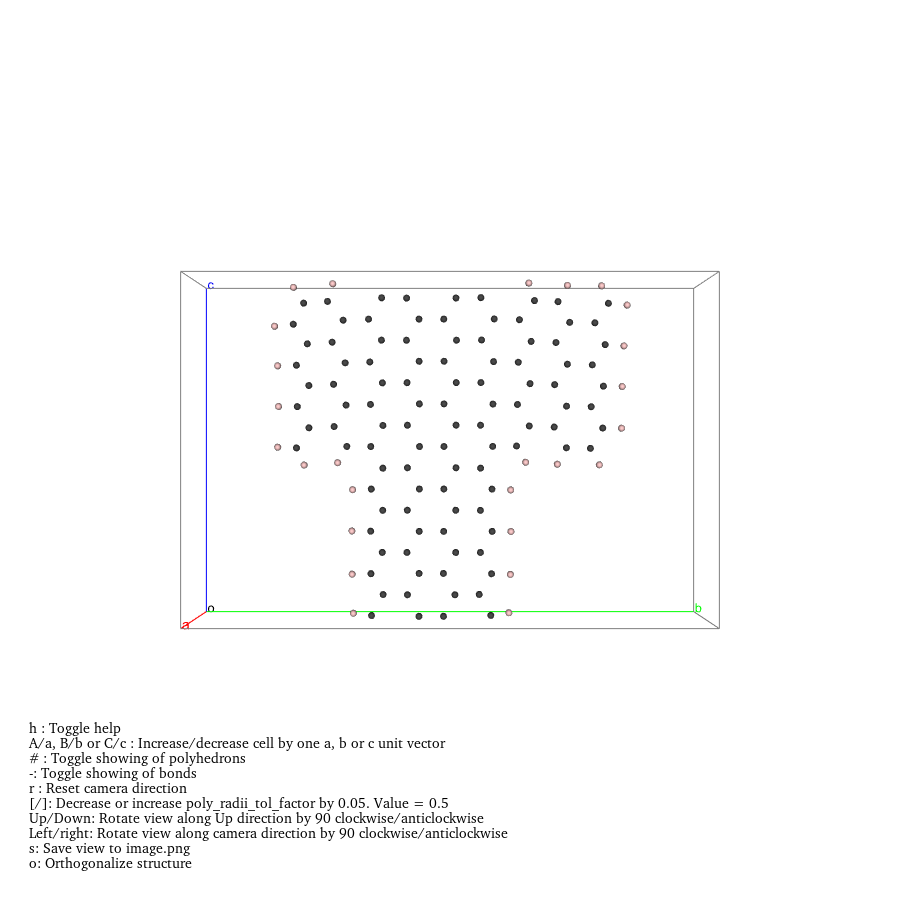 c
o
b
a
h : Toggle help
A/a, B/b or C/c : Increase/decrease cell by one a, b or c unit vector
# : Toggle showing of polyhedrons
-: Toggle showing of bonds
r : Reset camera direction
[/]: Decrease or increase poly_radii_tol_factor by 0.05. Value = 0.5
Up/Down: Rotate view along Up direction by 90 clockwise/anticlockwise
Left/right: Rotate view along camera direction by 90 clockwise/anticlockwise
s: Save view to image.png
o: Orthogonalize structure